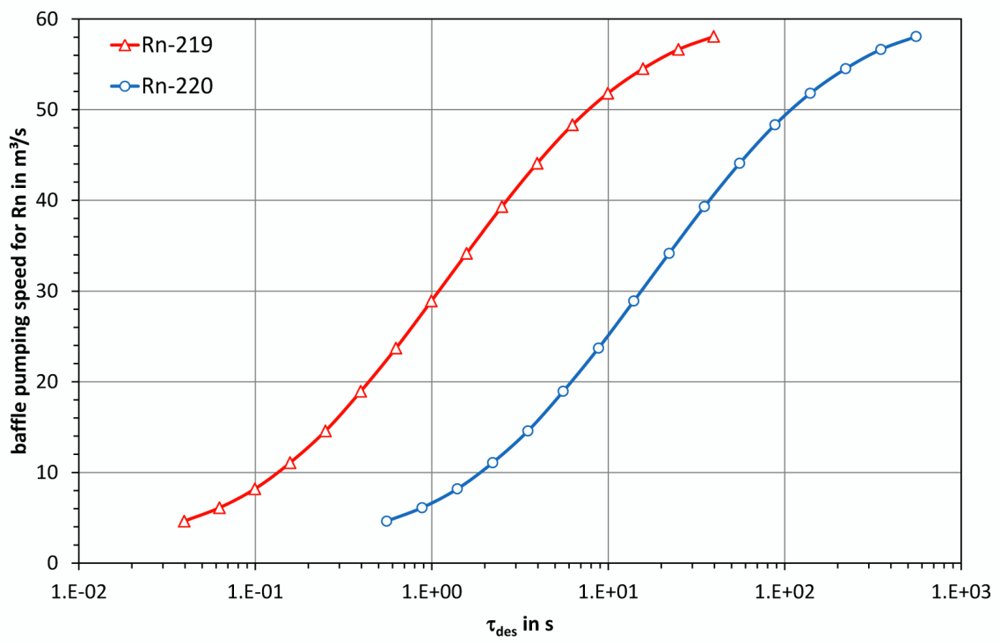 60
50
40
30
20
10
0
baffle pumping speed for Rn in m³/s
Rn-219
Rn-220
1.E-02 1.E-01 1.E+00 1.E+01 1.E+02 1.E+03
τdes in s